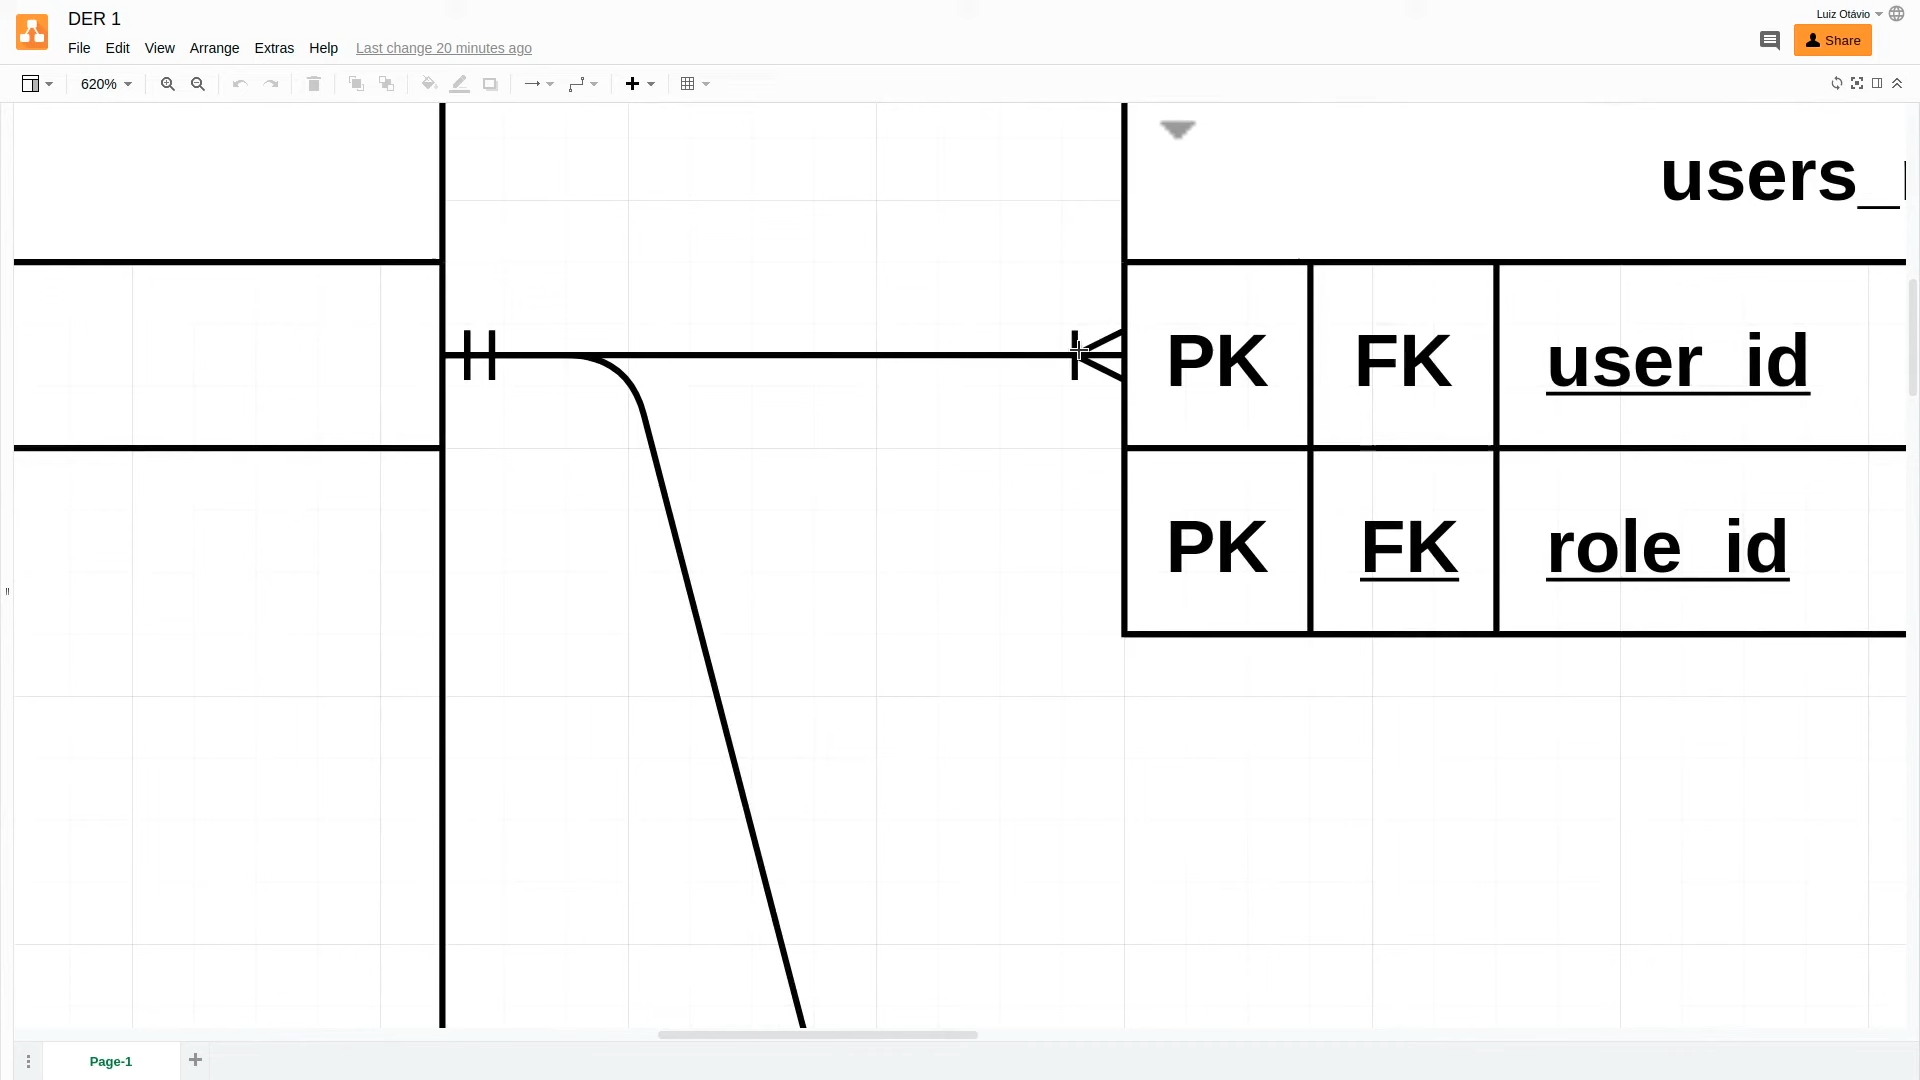 DER 1
Luiz Otávio
File Edit View Arrange Extras Help Last change 20 minutes ago
Share
620%
users_
PK FK user_id
PK FK role_id
Page-1